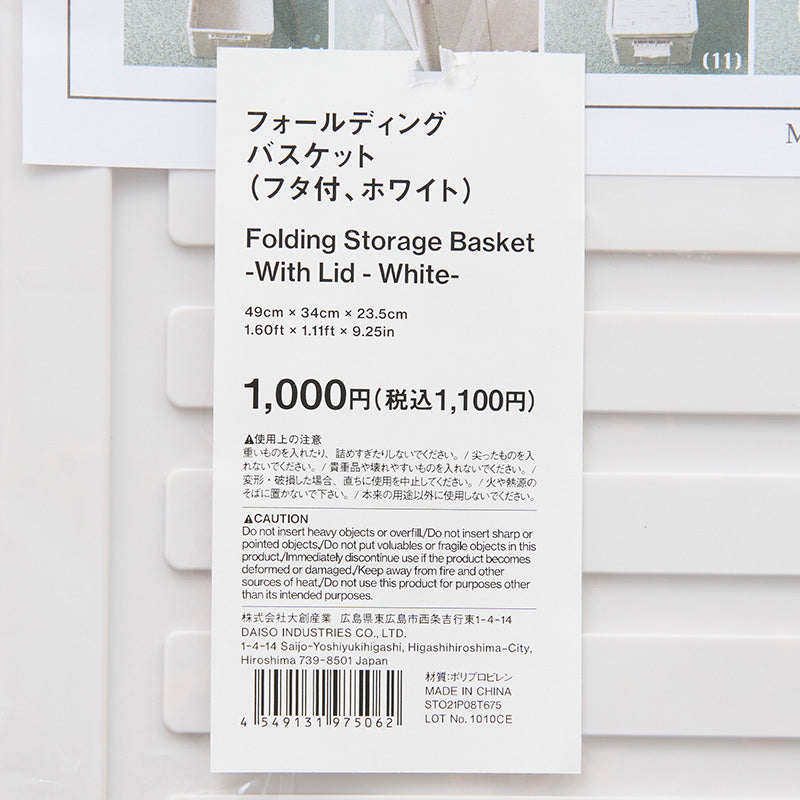 (11)
M
フォールディング
バスケット
（フタ付、ホワイト）
Folding Storage Basket
-With Lid - White-
49cm × 34cm × 23.5cm
1.60ft × 1.11ft × 9.25in
1,000円（税込1,100円）
⚠使用上の注意
重いものを入れたり、詰めすぎたりしないでください。/ 尖ったものを入
れないでください。/ 貴重品や壊れやすいものを入れないでください。/
変形・破損した場合、直ちに使用を中止してください。/ 火や熱源の
そばに置かないで下さい。/ 本来の用途以外に使用しないでください。
⚠CAUTION
Do not insert heavy objects or overfill./Do not insert sharp or
pointed objects./Do not put valuables or fragile objects in this
product./Immediately discontinue use if the product becomes
deformed or damaged./Keep away from fire and other
sources of heat./Do not use this product for purposes other
than its intended purposes.
株式会社大創産業 広島県東広島市西条吉行東1-4-14
DAISO INDUSTRIES CO., LTD.
1-4-14 Saijo-Yoshiyukihigashi, Higashihiroshima-City,
Hiroshima 739-8501 Japan
材質:ポリプロピレン
MADE IN CHINA
STO21P08T675
LOT No. 1010CE
4 549131 975062